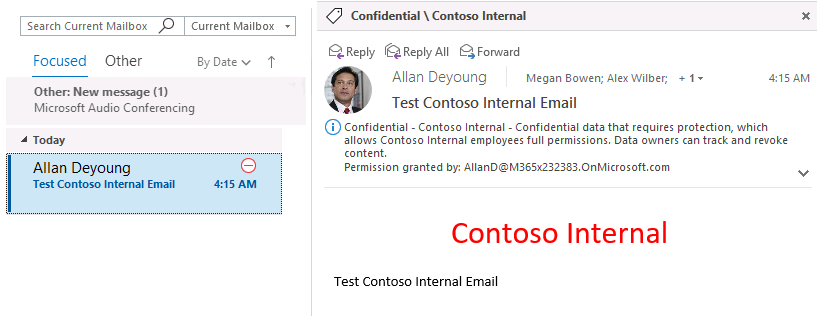 Search Current Mailbox
Current Mailbox
Focused
Other
By Date
Other: New message (1)
Microsoft Audio Conferencing
Today
Allan Deyoung
Test Contoso Internal Email
4:15 AM
Confidential \ Contoso Internal
Reply
Reply All
Forward
Allan Deyoung
Megan Bowen; Alex Wilber;
+ 1
4:15 AM
Test Contoso Internal Email
Confidential - Contoso Internal - Confidential data that requires protection, which
allows Contoso Internal employees full permissions. Data owners can track and revoke
content.
Permission granted by: AllanD@M365x232383.OnMicrosoft.com
Contoso Internal
Test Contoso Internal Email